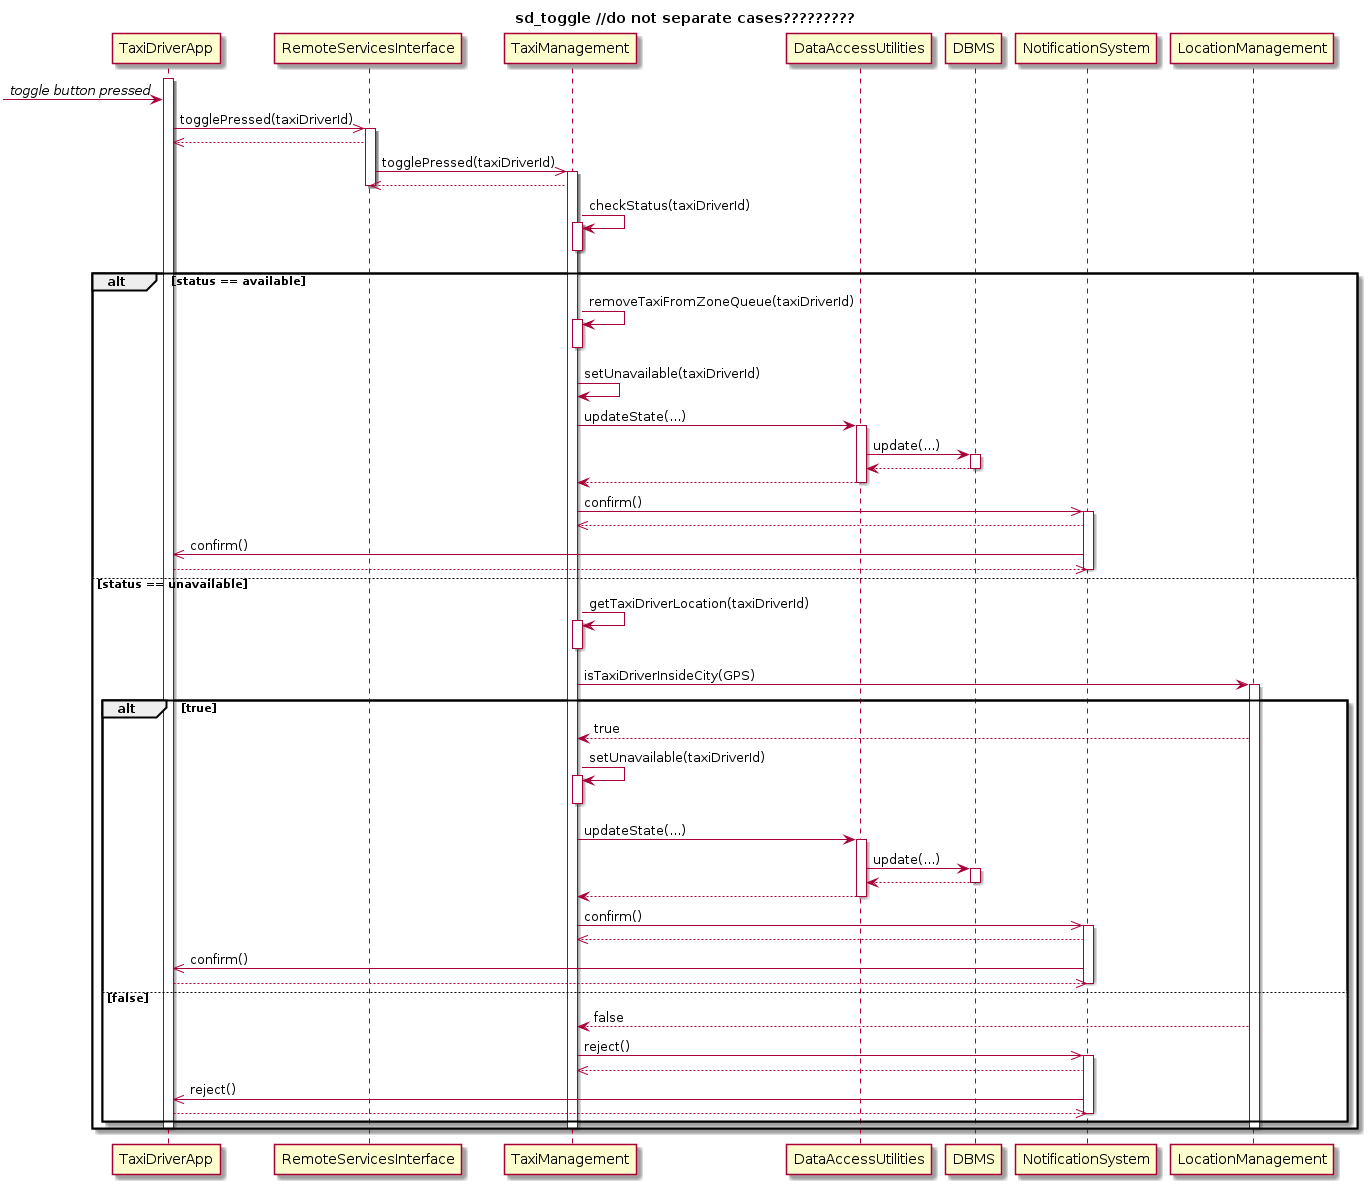 sd_toggle //do not separate cases?????????
TaxiDriverApp RemoteServicesInterface TaxiManagement DataAccessUtilities DBMS NotificationSystem LocationManagement
toggle button pressed
togglePressed(taxiDriverId)
togglePressed(taxiDriverId)
checkStatus(taxiDriverId)
alt [status == available]
removeTaxiFromZoneQueue(taxiDriverId)
setUnavailable(taxiDriverId)
updateState(...)
update(...)
confirm()
confirm()
[status == unavailable]
getTaxiDriverLocation(taxiDriverId)
isTaxiDriverInsideCity(GPS)
alt [true]
true
setUnavailable(taxiDriverId)
updateState(...)
update(...)
confirm()
confirm()
[false]
false
reject()
reject()
TaxiDriverApp RemoteServicesInterface TaxiManagement DataAccessUtilities DBMS NotificationSystem LocationManagement